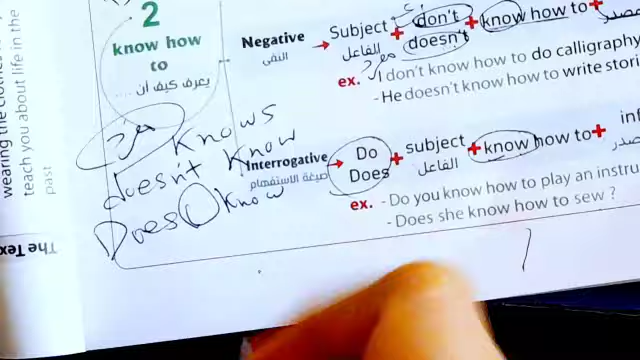 2
know how
to
يعرف كيف أن ...
Negative
النفى
Subject + don't + know how to +
الفاعل doesn't مصدر
ex. - I don't know how to do calligraphy
- He doesn't know how to write stori
knows
doesn't know
Does know
Interrogative
صيغة الاستفهام
Do + subject + know how to + inf
Does الفاعل مصدر
ex. - Do you know how to play an instru
- Does she know how to sew ?
wearing the clothes
teach you about life in the
past
The Tex